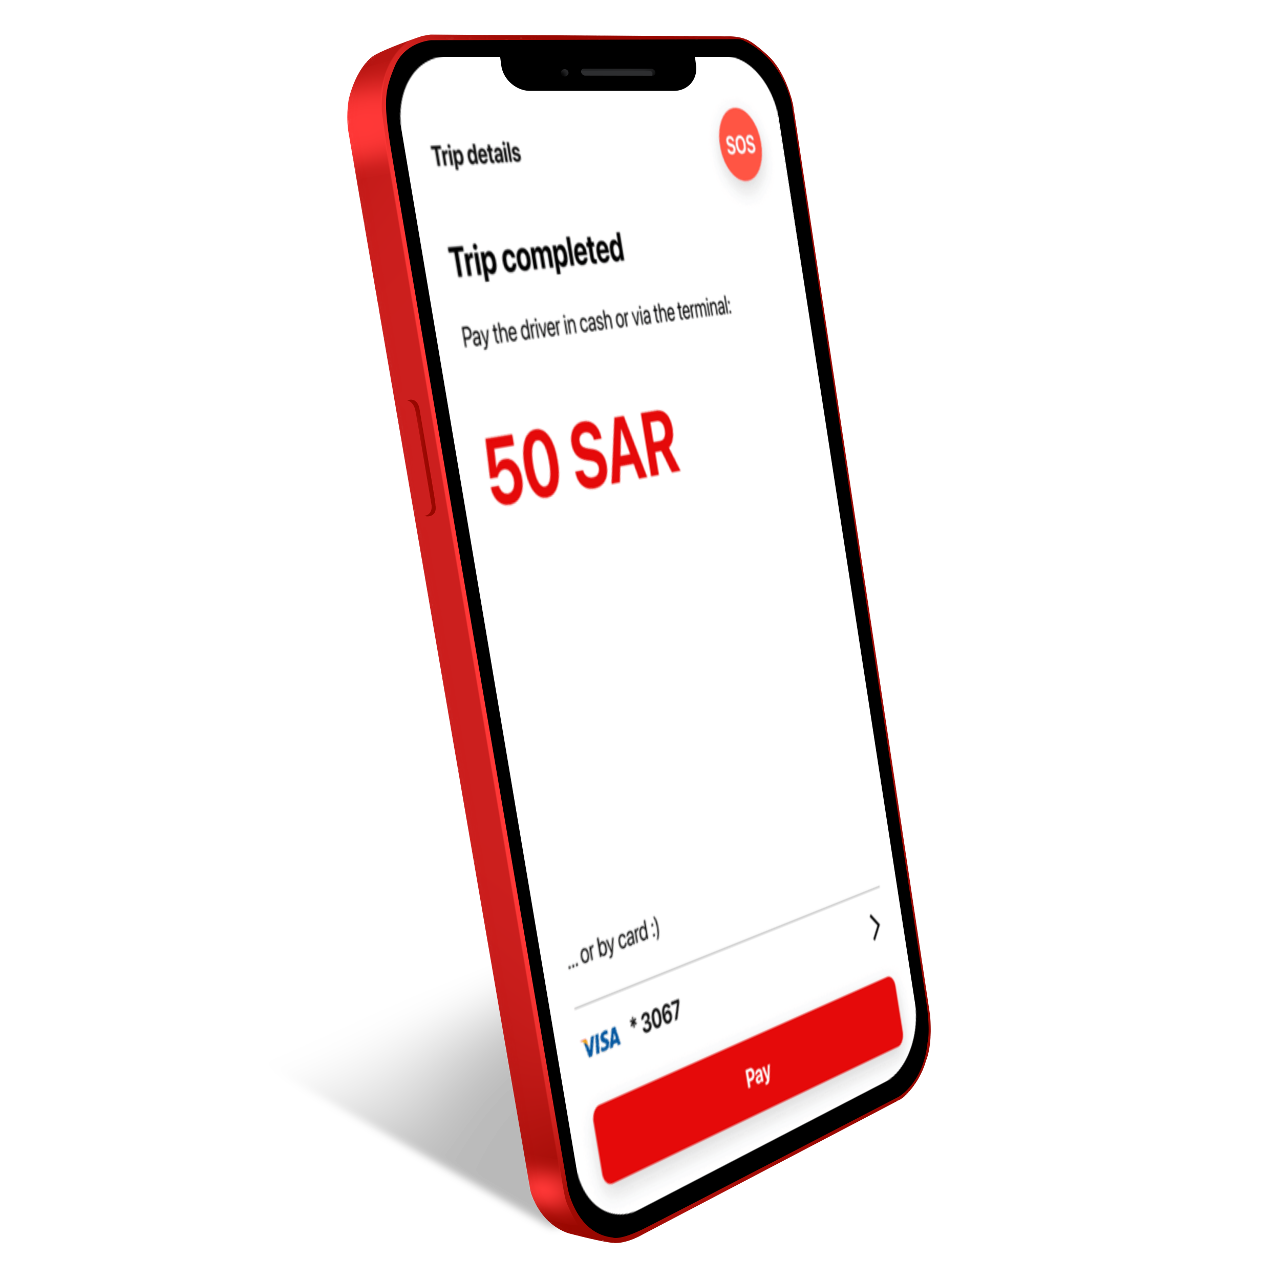 Trip details
SOS
Trip completed
Pay the driver in cash or via the terminal:
50 SAR
... or by card :)
VISA * 3067
Pay